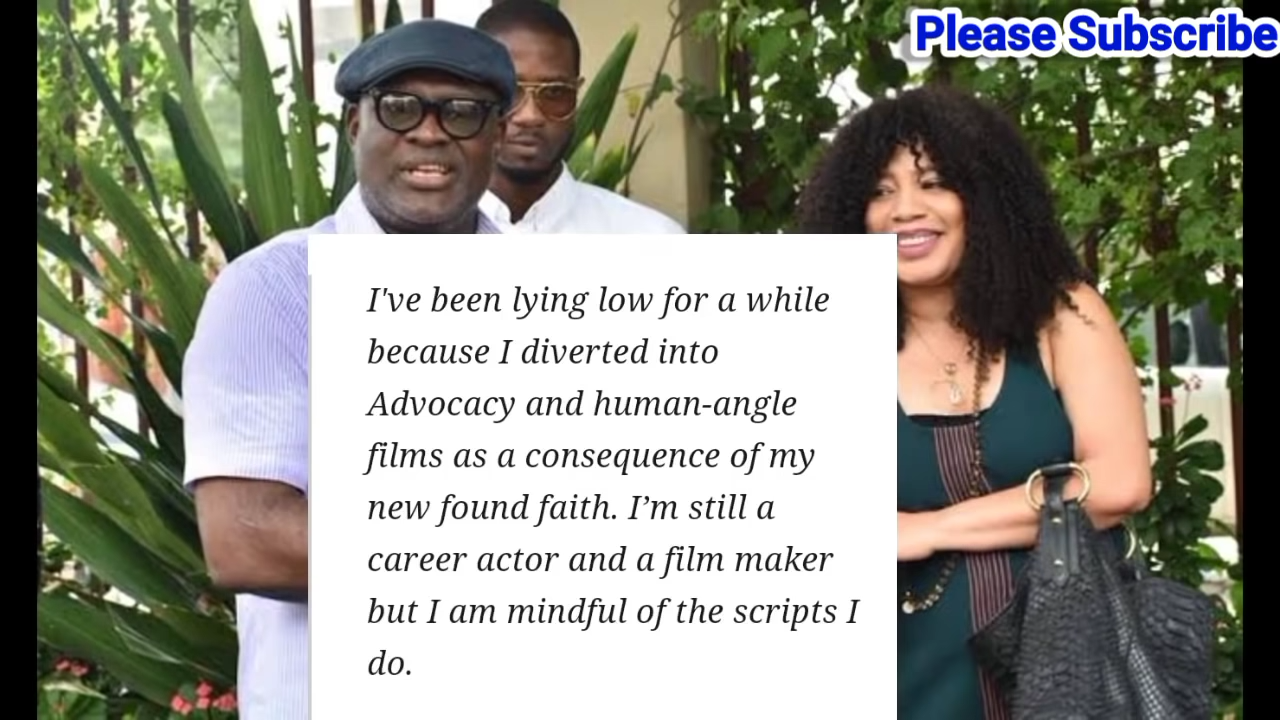 Please Subscribe
I've been lying low for a while
because I diverted into
Advocacy and human-angle
films as a consequence of my
new found faith. I’m still a
career actor and a film maker
but I am mindful of the scripts I
do.